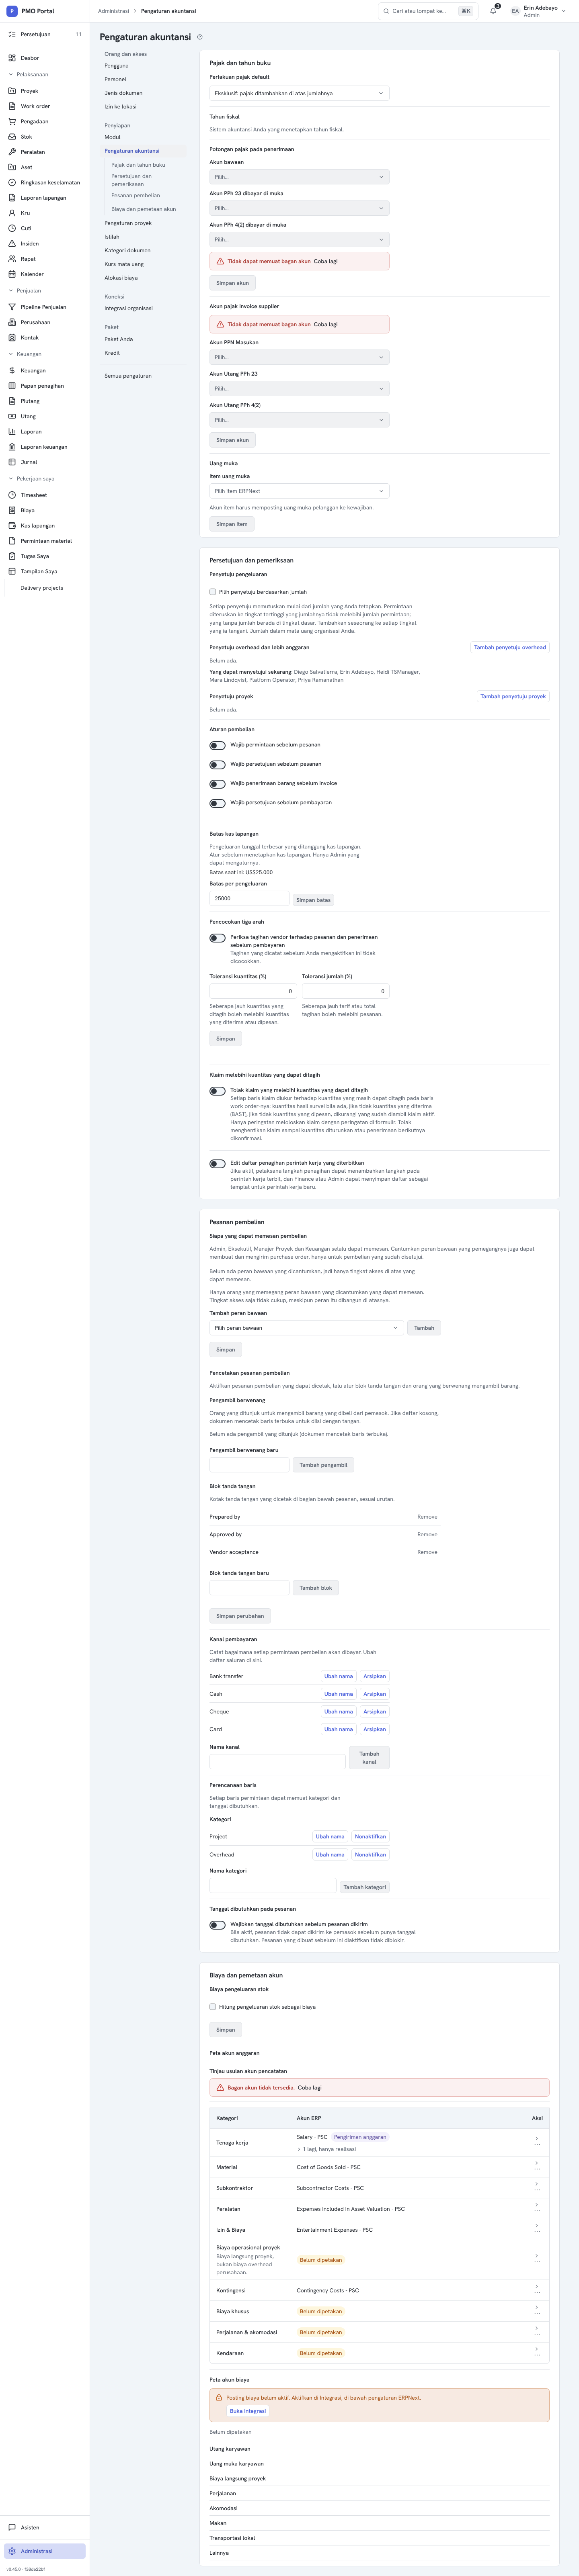 P PMO Portal
Administrasi > Pengaturan akuntansi
Cari atau lompat ke... ⌘K
3
EA Erin Adebayo
Admin
Persetujuan 11
Dasbor
Pelaksanaan
Proyek
Work order
Pengadaan
Stok
Peralatan
Aset
Ringkasan keselamatan
Laporan lapangan
Kru
Cuti
Insiden
Rapat
Kalender
Penjualan
Pipeline Penjualan
Perusahaan
Kontak
Keuangan
Keuangan
Papan penagihan
Piutang
Utang
Laporan
Laporan keuangan
Jurnal
Pekerjaan saya
Timesheet
Biaya
Kas lapangan
Permintaan material
Tugas Saya
Tampilan Saya
Delivery projects
Asisten
Administrasi
Pengaturan akuntansi
Orang dan akses
Pengguna
Personel
Jenis dokumen
Izin ke lokasi
Penyiapan
Modul
Pengaturan akuntansi
Pajak dan tahun buku
Persetujuan dan
pemeriksaan
Pesanan pembelian
Biaya dan pemetaan akun
Pengaturan proyek
Istilah
Kategori dokumen
Kurs mata uang
Alokasi biaya
Koneksi
Integrasi organisasi
Paket
Paket Anda
Kredit
Semua pengaturan
Pajak dan tahun buku
Perlakuan pajak default
Eksklusif: pajak ditambahkan di atas jumlahnya
Tahun fiskal
Sistem akuntansi Anda yang menetapkan tahun fiskal.
Potongan pajak pada penerimaan
Akun bawaan
Pilih...
Akun PPh 23 dibayar di muka
Pilih...
Akun PPh 4(2) dibayar di muka
Pilih...
Tidak dapat memuat bagan akun Coba lagi
Simpan akun
Akun pajak invoice supplier
Tidak dapat memuat bagan akun Coba lagi
Akun PPN Masukan
Pilih...
Akun Utang PPh 23
Pilih...
Akun Utang PPh 4(2)
Pilih...
Simpan akun
Uang muka
Item uang muka
Pilih item ERPNext
Akun item harus memposting uang muka pelanggan ke kewajiban.
Simpan item
Persetujuan dan pemeriksaan
Penyetuju pengeluaran
Pilih penyetuju berdasarkan jumlah
Setiap penyetuju memutuskan mulai dari jumlah yang Anda tetapkan. Permintaan
diteruskan ke tingkat tertinggi yang jumlahnya tidak melebihi jumlah permintaan;
yang tanpa jumlah berada di tingkat dasar. Tambahkan seseorang ke setiap tingkat
yang ia tangani. Jumlah dalam mata uang organisasi Anda.
Penyetuju overhead dan lebih anggaran
Tambah penyetuju overhead
Belum ada.
Yang dapat menyetujui sekarang: Diego Salvatierra, Erin Adebayo, Heidi TSManager,
Mara Lindqvist, Platform Operator, Priya Ramanathan
Penyetuju proyek
Tambah penyetuju proyek
Belum ada.
Aturan pembelian
Wajib permintaan sebelum pesanan
Wajib persetujuan sebelum pesanan
Wajib penerimaan barang sebelum invoice
Wajib persetujuan sebelum pembayaran
Batas kas lapangan
Pengeluaran tunggal terbesar yang ditanggung kas lapangan.
Atur sebelum menetapkan kas lapangan. Hanya Admin yang
dapat mengaturnya.
Batas saat ini: US$25.000
Batas per pengeluaran
25000 Simpan batas
Pencocokan tiga arah
Periksa tagihan vendor terhadap pesanan dan penerimaan
sebelum pembayaran
Tagihan yang dicatat sebelum Anda mengaktifkan ini tidak
dicocokkan.
Toleransi kuantitas (%) Toleransi jumlah (%)
0 0
Seberapa jauh kuantitas yang
ditagih boleh melebihi kuantitas
yang diterima atau dipesan.
Seberapa jauh tarif atau total
tagihan boleh melebihi pesanan.
Simpan
Klaim melebihi kuantitas yang dapat ditagih
Tolak klaim yang melebihi kuantitas yang dapat ditagih
Setiap baris klaim diukur terhadap kuantitas yang masih dapat ditagih pada baris
work order-nya: kuantitas hasil survei bila ada, jika tidak kuantitas yang diterima
(BAST), jika tidak kuantitas yang dipesan, dikurangi yang sudah diambil klaim aktif.
Hanya peringatan meloloskan klaim dengan peringatan di formulir. Tolak
menghentikan klaim sampai kuantitas diturunkan atau penerimaan berikutnya
dikonfirmasi.
Edit daftar penagihan perintah kerja yang diterbitkan
Jika aktif, pelaksana langkah penagihan dapat menambahkan langkah pada
perintah kerja terbit, dan Finance atau Admin dapat menyimpan daftar sebagai
templat untuk perintah kerja baru.
Pesanan pembelian
Siapa yang dapat memesan pembelian
Admin, Eksekutif, Manajer Proyek dan Keuangan selalu dapat memesan. Cantumkan peran bawaan yang pemegangnya juga dapat
membuat dan mengirim purchase order, hanya untuk pembelian yang sudah disetujui.
Belum ada peran bawaan yang dicantumkan, jadi hanya tingkat akses di atas yang
dapat memesan.
Hanya orang yang memegang peran bawaan yang dicantumkan yang dapat memesan.
Tingkat akses saja tidak cukup, meskipun peran itu dibangun di atasnya.
Tambah peran bawaan
Pilih peran bawaan Tambah
Simpan
Pencetakan pesanan pembelian
Aktifkan pesanan pembelian yang dapat dicetak, lalu atur blok tanda tangan dan orang yang berwenang mengambil barang.
Pengambil berwenang
Orang yang ditunjuk untuk mengambil barang yang dibeli dari pemasok. Jika daftar kosong,
dokumen mencetak baris terbuka untuk diisi dengan tangan.
Belum ada pengambil yang ditunjuk (dokumen mencetak baris terbuka).
Pengambil berwenang baru
Tambah pengambil
Blok tanda tangan
Kotak tanda tangan yang dicetak di bagian bawah pesanan, sesuai urutan.
Prepared by Remove
Approved by Remove
Vendor acceptance Remove
Blok tanda tangan baru
Tambah blok
Simpan perubahan
Kanal pembayaran
Catat bagaimana setiap permintaan pembelian akan dibayar. Ubah
daftar saluran di sini.
Bank transfer Ubah nama Arsipkan
Cash Ubah nama Arsipkan
Cheque Ubah nama Arsipkan
Card Ubah nama Arsipkan
Nama kanal
Tambah
kanal
Perencanaan baris
Setiap baris permintaan dapat memuat kategori dan
tanggal dibutuhkan.
Kategori
Project Ubah nama Nonaktifkan
Overhead Ubah nama Nonaktifkan
Nama kategori
Tambah kategori
Tanggal dibutuhkan pada pesanan
Wajibkan tanggal dibutuhkan sebelum pesanan dikirim
Bila aktif, pesanan tidak dapat dikirim ke pemasok sebelum punya tanggal
dibutuhkan. Pesanan yang dibuat sebelum ini diaktifkan tidak diblokir.
Biaya dan pemetaan akun
Biaya pengeluaran stok
Hitung pengeluaran stok sebagai biaya
Simpan
Peta akun anggaran
Tinjau usulan akun pencatatan
Bagan akun tidak tersedia. Coba lagi
Kategori Akun ERP Aksi
Tenaga kerja Salary - PSC Pengiriman anggaran
› 1 lagi, hanya realisasi
Material Cost of Goods Sold - PSC
Subkontraktor Subcontractor Costs - PSC
Peralatan Expenses Included In Asset Valuation - PSC
Izin & Biaya Entertainment Expenses - PSC
Biaya operasional proyek
Biaya langsung proyek,
bukan biaya overhead
perusahaan.
Belum dipetakan
Kontingensi Contingency Costs - PSC
Biaya khusus Belum dipetakan
Perjalanan & akomodasi Belum dipetakan
Kendaraan Belum dipetakan
Peta akun biaya
Posting biaya belum aktif. Aktifkan di Integrasi, di bawah pengaturan ERPNext.
Buka integrasi
Belum dipetakan
Utang karyawan
Uang muka karyawan
Biaya langsung proyek
Perjalanan
Akomodasi
Makan
Transportasi lokal
Lainnya